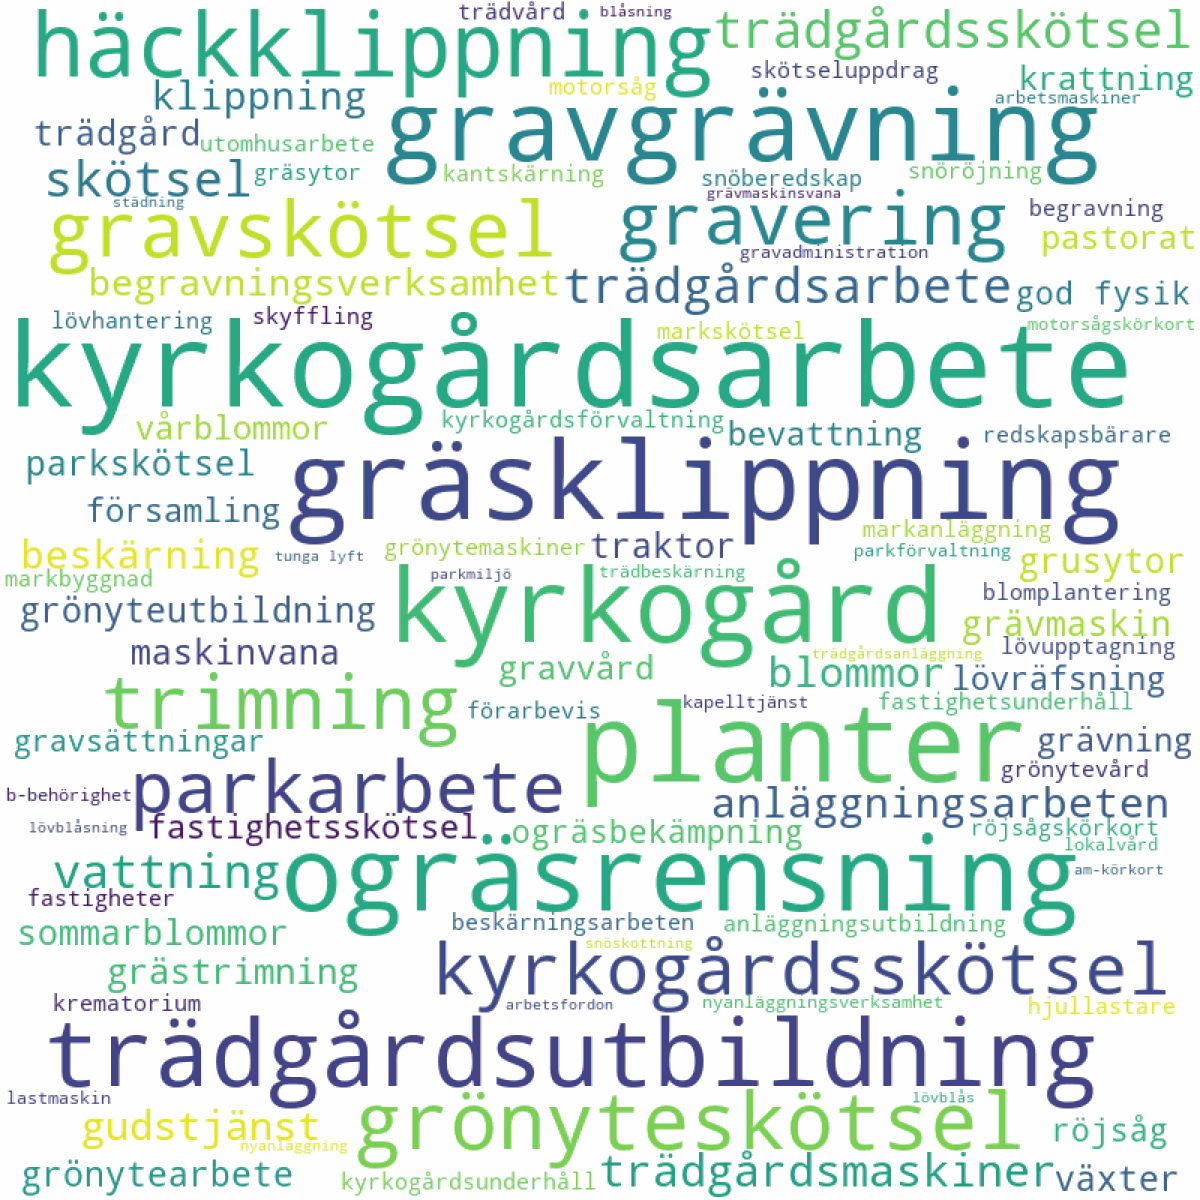 trädvård
blåsning
häckklippning
trädgårdsskötsel
skötseluppdrag
krattning
motorsåg
klippning
arbetsmaskiner
gravgrävning
trädgård
utomhusarbete
skötsel
gräsytor
kantskärning
snöberedskap
snöröjning
städning
grävmaskinsvana
gravskötsel
gravering
begravning
pastorat
gravadministration
begravningsverksamhet
trädgårdsarbete
god fysik
lövhantering
skyffling
markskötsel
motorsågskörkort
kyrkogårdsarbete
vårblommor
kyrkogårdsförvaltning
bevattning
redskapsbärare
parkskötsel
gräsklippning
församling
markanläggning
beskärning
tunga lyft
grönytemaskiner
traktor
parkförvaltning
grusytor
markbyggnad
parkmiljö
trädbeskärning
kyrkogård
blomplantering
grönyteutbildning
grävmaskin
maskinvana
gravvård
trädgårdsanläggning
lövupptagning
blommor
lövräfsning
trimning
förarbevis
kapelltjänst
fastighetsunderhåll
planter
gravsättningar
grävning
grönytevård
b-behörighet
parkarbete
anläggningsarbeten
lövblåsning
fastighetsskötsel
ogräsbekämpning
röjsågskörkort
lokalvård
vattning
ogräsrensning
am-körkort
fastigheter
sommarblommor
beskärningsarbeten
anläggningsutbildning
snöskottning
grästrimning
kyrkogårdsskötsel
krematorium
arbetsfordon
nyanläggningsverksamhet
hjullastare
trädgårdsutbildning
lastmaskin
lövblås
gudstjänst
grönyteskötsel
röjsåg
nyanläggning
grönytearbete
kyrkogårdsunderhåll
trädgårdsmaskiner
växter